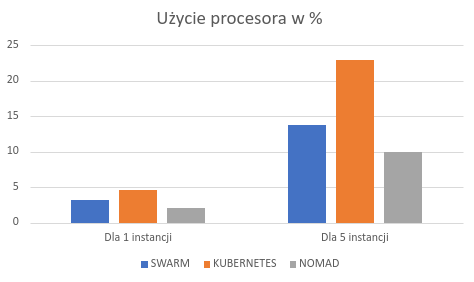 Użycie procesora w %
25
20
15
10
5
0
Dla 1 instancji Dla 5 instancji
SWARM KUBERNETES NOMAD